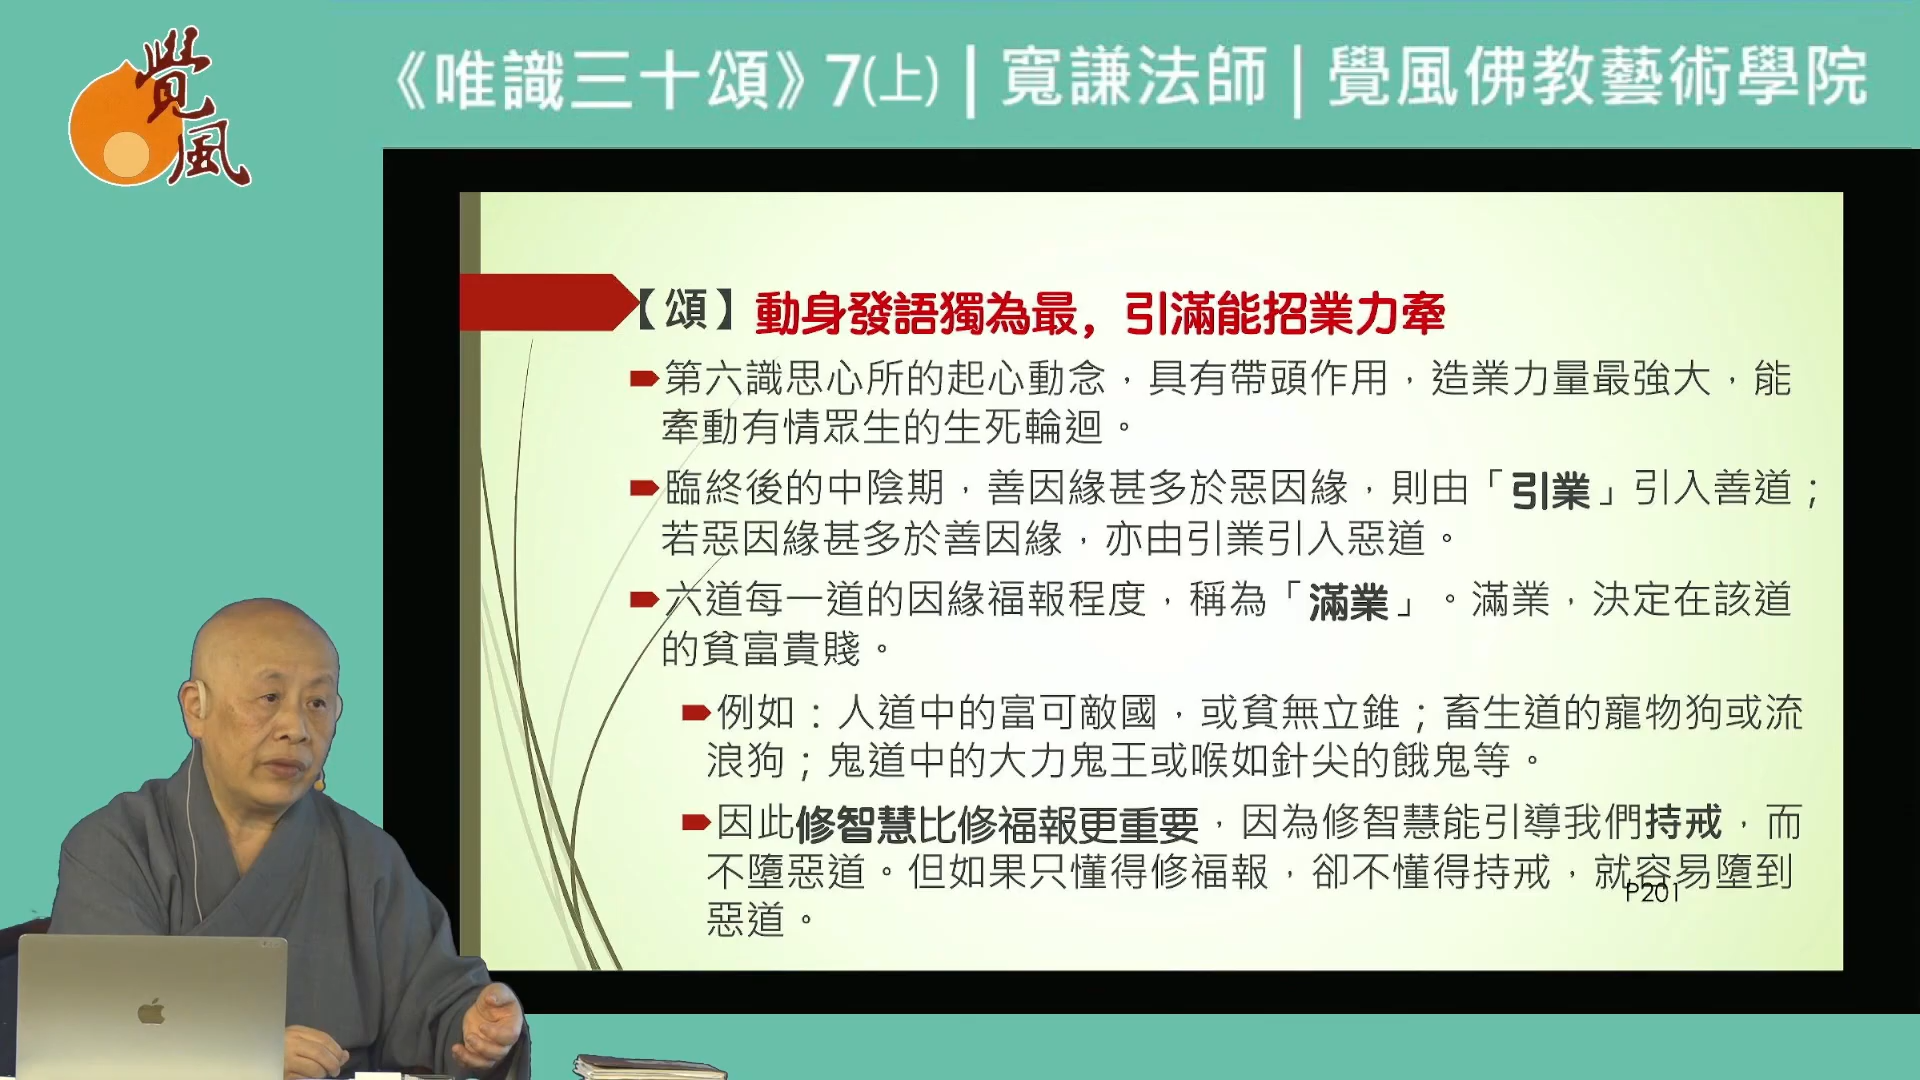 覺風
《唯識三十頌》7(上)|寬謙法師|覺風佛教藝術學院
【頌】動身發語獨為最，引滿能招業力牽
第六識思心所的起心動念，具有帶頭作用，造業力量最強大，能
牽動有情眾生的生死輪迴。
臨終後的中陰期，善因緣甚多於惡因緣，則由「引業」引入善道；
若惡因緣甚多於善因緣，亦由引業引入惡道。
六道每一道的因緣福報程度，稱為「滿業」。滿業，決定在該道
的貧富貴賤。
例如：人道中的富可敵國，或貧無立錐；畜生道的寵物狗或流
浪狗；鬼道中的大力鬼王或喉如針尖的餓鬼等。
因此修智慧比修福報更重要，因為修智慧能引導我們持戒，而
不墮惡道。但如果只懂得修福報，卻不懂得持戒，就容易墮到
惡道。
P201